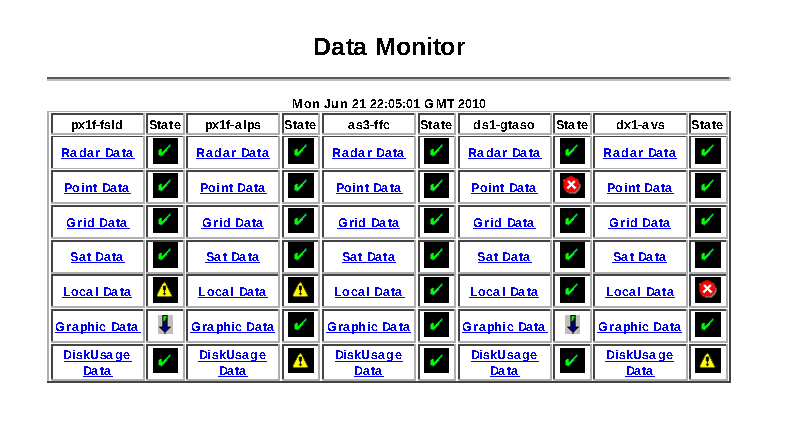 Data Monitor
Mon Jun 21 22:05:01 GMT 2010
px1f-fsld State px1f-alps State as3-ffc State ds1-gtaso State dx1-avs State
Radar Data Radar Data Radar Data Radar Data Radar Data
Point Data Point Data Point Data Point Data Point Data
Grid Data Grid Data Grid Data Grid Data Grid Data
Sat Data Sat Data Sat Data Sat Data Sat Data
Local Data Local Data Local Data Local Data Local Data
Graphic Data Graphic Data Graphic Data Graphic Data Graphic Data
DiskUsage DiskUsage DiskUsage DiskUsage DiskUsage
Data Data Data Data Data